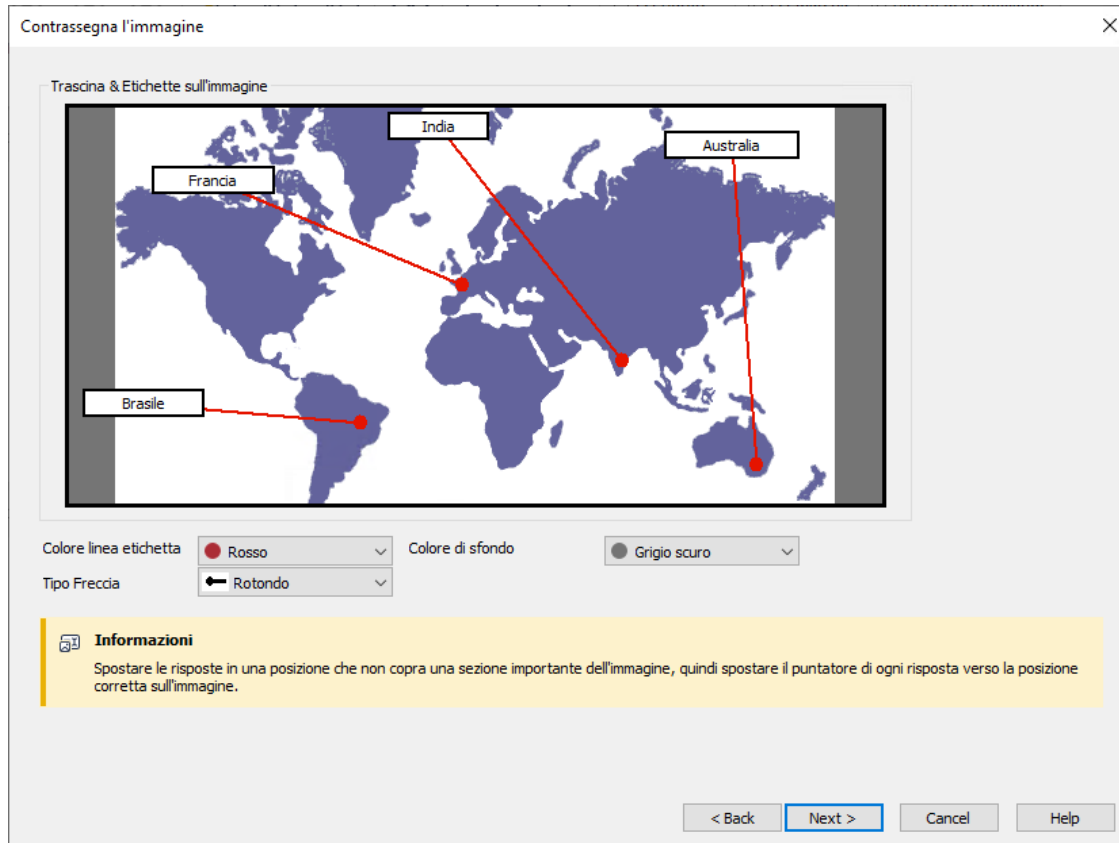 Contrassegna l'immagine
Trascina & Etichette sull'immagine
India
Australia
Francia
Brasile
Colore linea etichetta
Rosso
Colore di sfondo
Grigio scuro
Tipo Freccia
Rotondo
Informazioni
Spostare le risposte in una posizione che non copra una sezione importante dell'immagine, quindi spostare il puntatore di ogni risposta verso la posizione
corretta sull'immagine.
< Back
Next >
Cancel
Help